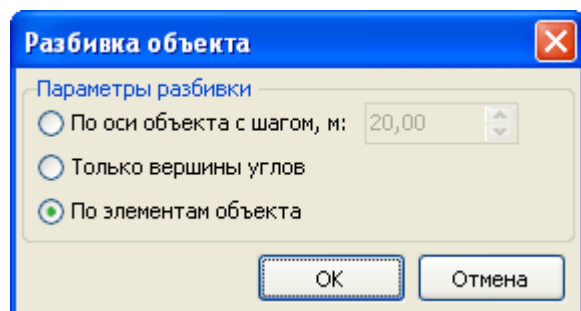 Разбивка объекта
Параметры разбивки
По оси объекта с шагом, м: 20,00
Только вершины углов
По элементам объекта
OK Отмена